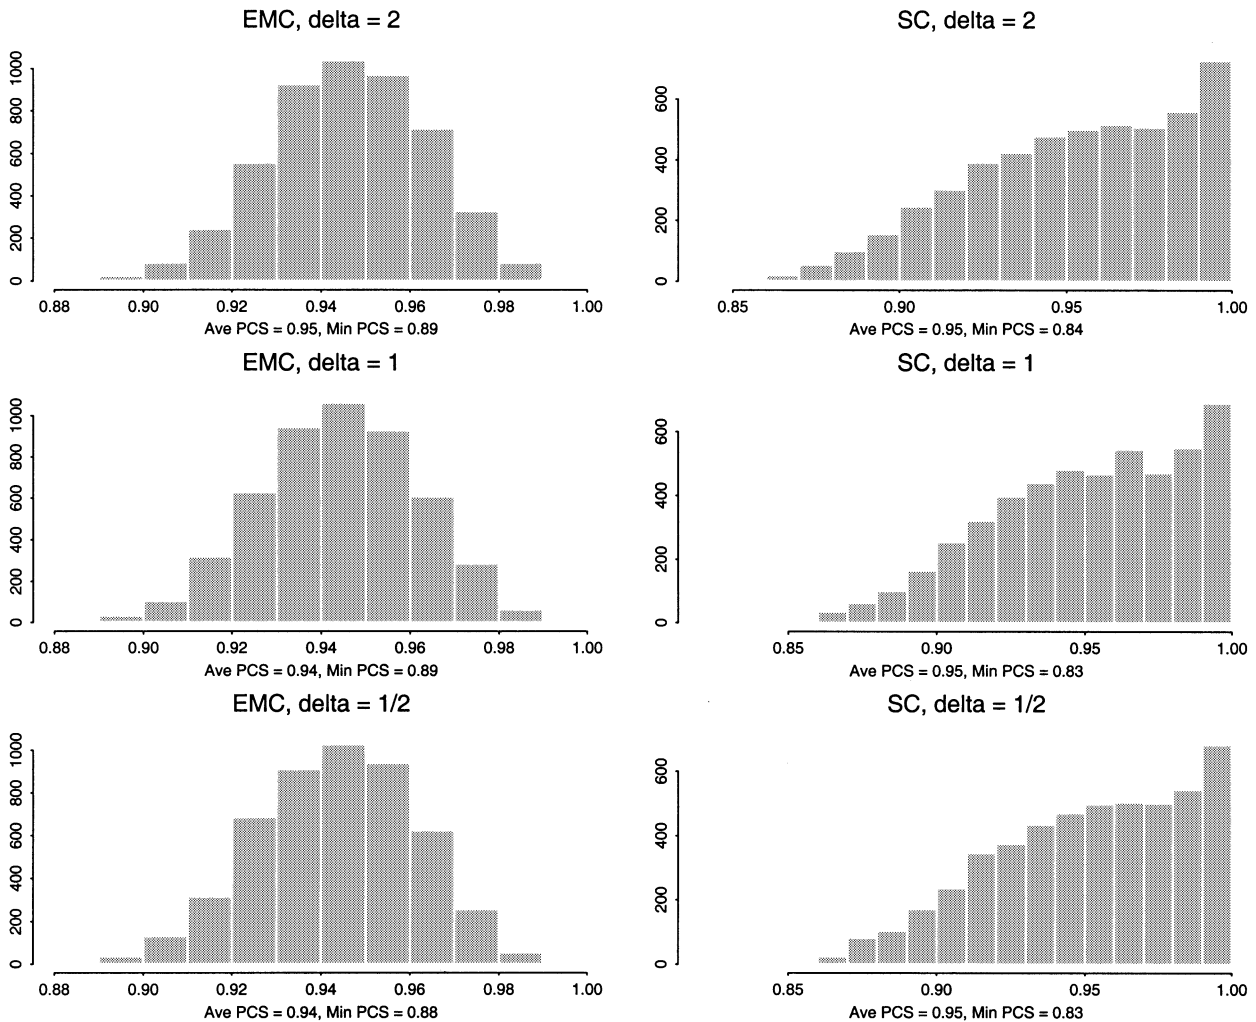 EMC, delta = 2
1000
800
600
400
200
0
0.88 0.90 0.92 0.94 0.96 0.98 1.00
Ave PCS = 0.95, Min PCS = 0.89
SC, delta = 2
600
400
200
0
0.85 0.90 0.95 1.00
Ave PCS = 0.95, Min PCS = 0.84
EMC, delta = 1
1000
800
600
400
200
0
0.88 0.90 0.92 0.94 0.96 0.98 1.00
Ave PCS = 0.94, Min PCS = 0.89
SC, delta = 1
600
400
200
0
0.85 0.90 0.95 1.00
Ave PCS = 0.95, Min PCS = 0.83
EMC, delta = 1/2
1000
800
600
400
200
0
0.88 0.90 0.92 0.94 0.96 0.98 1.00
Ave PCS = 0.94, Min PCS = 0.88
SC, delta = 1/2
600
400
200
0
0.85 0.90 0.95 1.00
Ave PCS = 0.95, Min PCS = 0.83